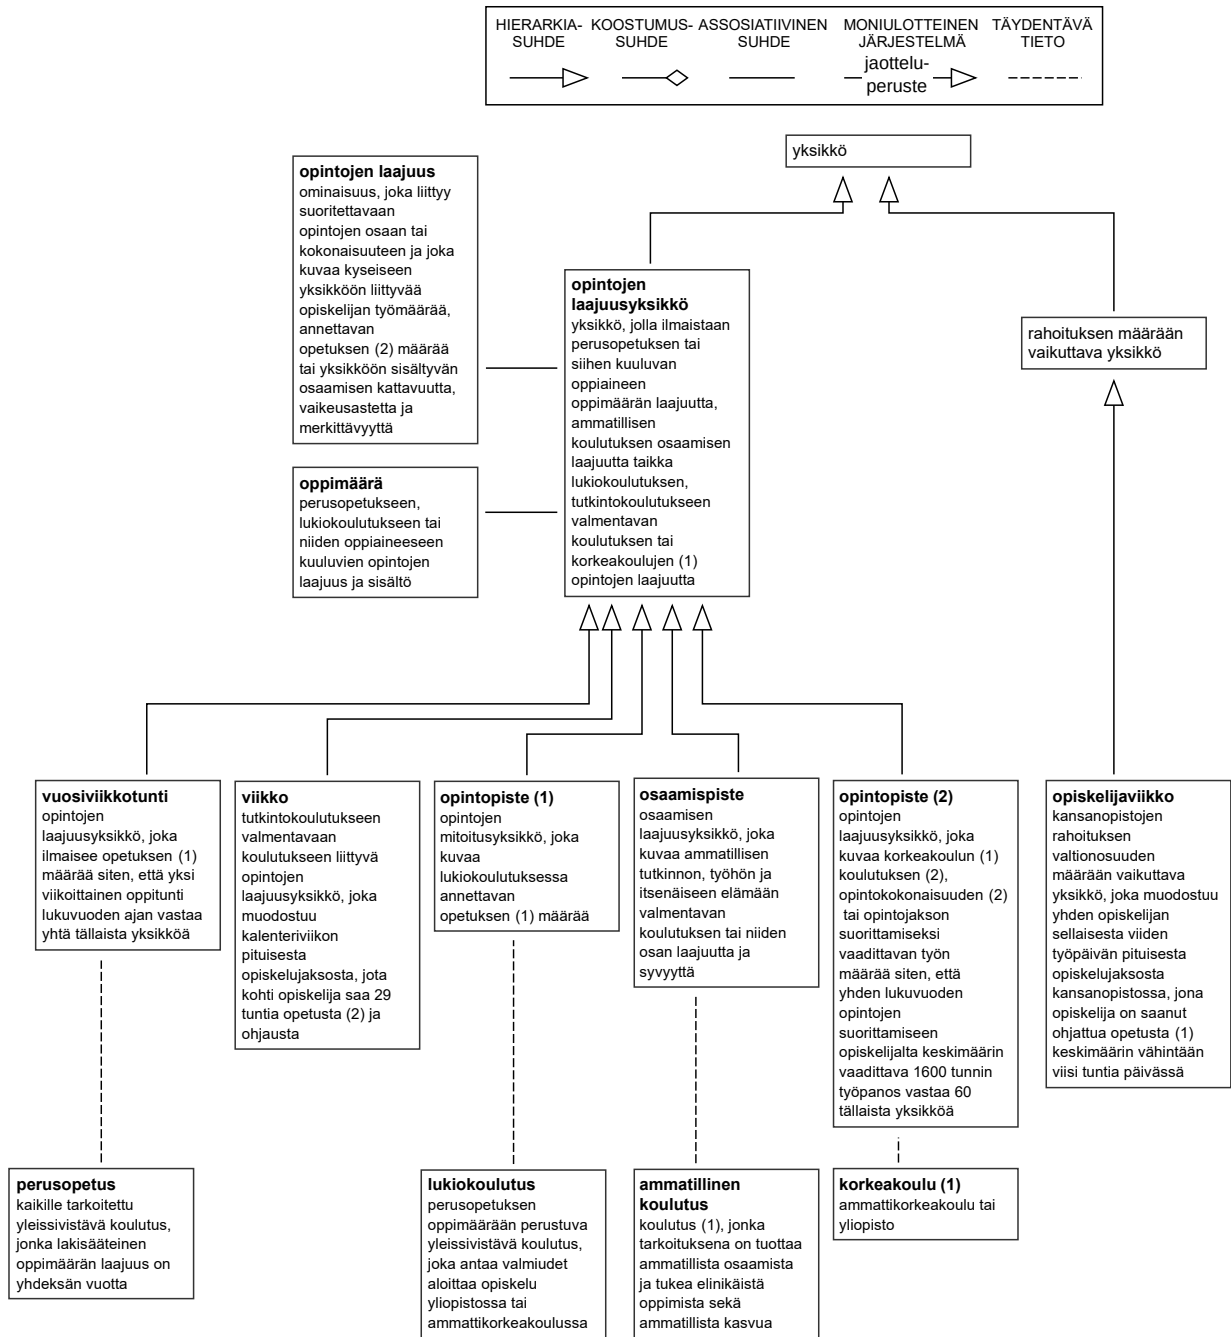 HIERARKIA-
SUHDE
KOOSTUMUS-
SUHDE
ASSOSIATIIVINEN
SUHDE
MONIULOTTEINEN
JÄRJESTELMÄ
jaottelu-
peruste
TÄYDENTÄVÄ
TIETO
yksikkö
opintojen laajuus
ominaisuus, joka liittyy
suoritettavaan
opintojen osaan tai
kokonaisuuteen ja joka
kuvaa kyseiseen
yksikköön liittyvää
opiskelijan työmäärää,
annettavan
opetuksen (2) määrää
tai yksikköön sisältyvän
osaamisen kattavuutta,
vaikeusastetta ja
merkittävyyttä
opintojen
laajuusyksikkö
yksikkö, jolla ilmaistaan
perusopetuksen tai
siihen kuuluvan
oppiaineen
oppimäärän laajuutta,
ammatillisen
koulutuksen osaamisen
laajuutta taikka
lukiokoulutuksen,
tutkintokoulutukseen
valmentavan
koulutuksen tai
korkeakoulujen (1)
opintojen laajuutta
rahoituksen määrään
vaikuttava yksikkö
oppimäärä
perusopetukseen,
lukiokoulutukseen tai
niiden oppiaineeseen
kuuluvien opintojen
laajuus ja sisältö
vuosiviikkotunti
opintojen
laajuusyksikkö, joka
ilmaisee opetuksen (1)
määrää siten, että yksi
viikoittainen oppitunti
lukuvuoden ajan vastaa
yhtä tällaista yksikköä
viikko
tutkintokoulutukseen
valmentavaan
koulutukseen liittyvä
opintojen
laajuusyksikkö, joka
muodostuu
kalenteriviikon
pituisesta
opiskelujaksosta, jota
kohti opiskelija saa 29
tuntia opetusta (2) ja
ohjausta
opintopiste (1)
opintojen
mitoitusyksikkö, joka
kuvaa
lukiokoulutuksessa
annettavan
opetuksen (1) määrää
osaamispiste
osaamisen
laajuusyksikkö, joka
kuvaa ammatillisen
tutkinnon, työhön ja
itsenäiseen elämään
valmentavan
koulutuksen tai niiden
osan laajuutta ja
syvyyttä
opintopiste (2)
opintojen
laajuusyksikkö, joka
kuvaa korkeakoulun (1)
koulutuksen (2),
opintokokonaisuuden (2)
tai opintojakson
suorittamiseksi
vaadittavan työn
määrää siten, että
yhden lukuvuoden
opintojen
suorittamiseen
opiskelijalta keskimäärin
vaadittava 1600 tunnin
työpanos vastaa 60
tällaista yksikköä
opiskelijaviikko
kansanopistojen
rahoituksen
valtionosuuden
määrään vaikuttava
yksikkö, joka muodostuu
yhden opiskelijan
sellaisesta viiden
työpäivän pituisesta
opiskelujaksosta
kansanopistossa, jona
opiskelija on saanut
ohjattua opetusta (1)
keskimäärin vähintään
viisi tuntia päivässä
perusopetus
kaikille tarkoitettu
yleissivistävä koulutus,
jonka lakisääteinen
oppimäärän laajuus on
yhdeksän vuotta
lukiokoulutus
perusopetuksen
oppimäärään perustuva
yleissivistävä koulutus,
joka antaa valmiudet
aloittaa opiskelu
yliopistossa tai
ammattikorkeakoulussa
ammatillinen
koulutus
koulutus (1), jonka
tarkoituksena on tuottaa
ammatillista osaamista
ja tukea elinikäistä
oppimista sekä
ammatillista kasvua
korkeakoulu (1)
ammattikorkeakoulu tai
yliopisto